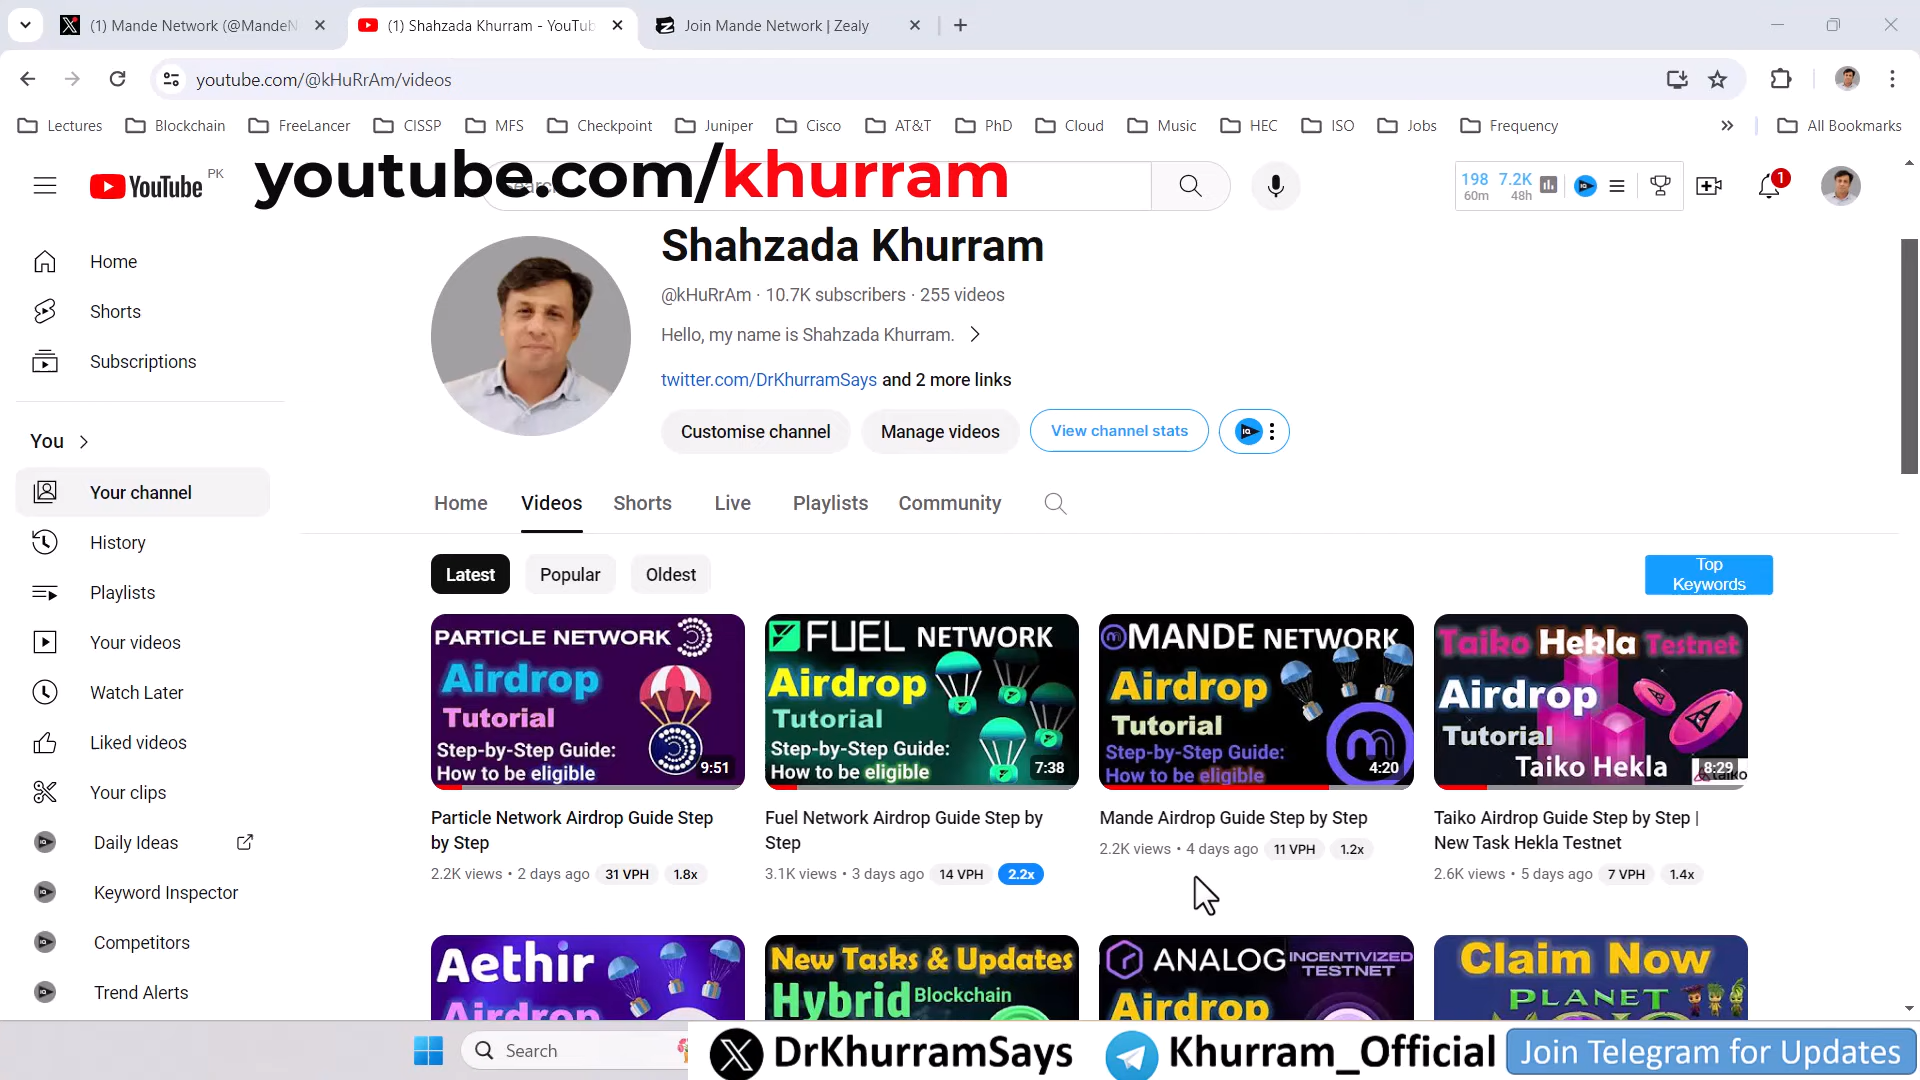 (1) Mande Network (@MandeN
(1) Shahzada Khurram - YouTub
Join Mande Network | Zealy
youtube.com/@kHuRrAm/videos
Lectures
Blockchain
FreeLancer
CISSP
MFS
Checkpoint
Juniper
Cisco
AT&T
PhD
Cloud
Music
HEC
ISO
Jobs
Frequency
All Bookmarks
YouTube PK
youtube.com/khurram
198 60m
7.2K 48h
1
Shahzada Khurram
@kHuRrAm · 10.7K subscribers · 255 videos
Hello, my name is Shahzada Khurram.
twitter.com/DrKhurramSays and 2 more links
Customise channel
Manage videos
View channel stats
Home
Shorts
Subscriptions
You
Your channel
History
Playlists
Your videos
Watch Later
Liked videos
Your clips
Daily Ideas
Keyword Inspector
Competitors
Trend Alerts
Home
Videos
Shorts
Live
Playlists
Community
Latest
Popular
Oldest
Top
Keywords
PARTICLE NETWORK
Airdrop
Tutorial
Step-by-Step Guide:
How to be eligible
9:51
Particle Network Airdrop Guide Step
by Step
2.2K views • 2 days ago 31 VPH 1.8x
FUEL NETWORK
Airdrop
Tutorial
Step-by-Step Guide:
How to be eligible
7:38
Fuel Network Airdrop Guide Step by
Step
3.1K views • 3 days ago 14 VPH 2.2x
MANDE NETWORK
Airdrop
Tutorial
Step-by-Step Guide:
How to be eligible
4:20
Mande Airdrop Guide Step by Step
2.2K views • 4 days ago 11 VPH 1.2x
Taiko Hekla Testnet
Airdrop
Tutorial
Taiko Hekla
8:29
Taiko Airdrop Guide Step by Step |
New Task Hekla Testnet
2.6K views • 5 days ago 7 VPH 1.4x
Aethir
Airdrop
New Tasks & Updates
Hybrid Blockchain
ANALOG INCENTIVIZED
TESTNET
Airdrop
Claim Now
PLANET
Search
DrKhurramSays
Khurram_Official
Join Telegram for Updates